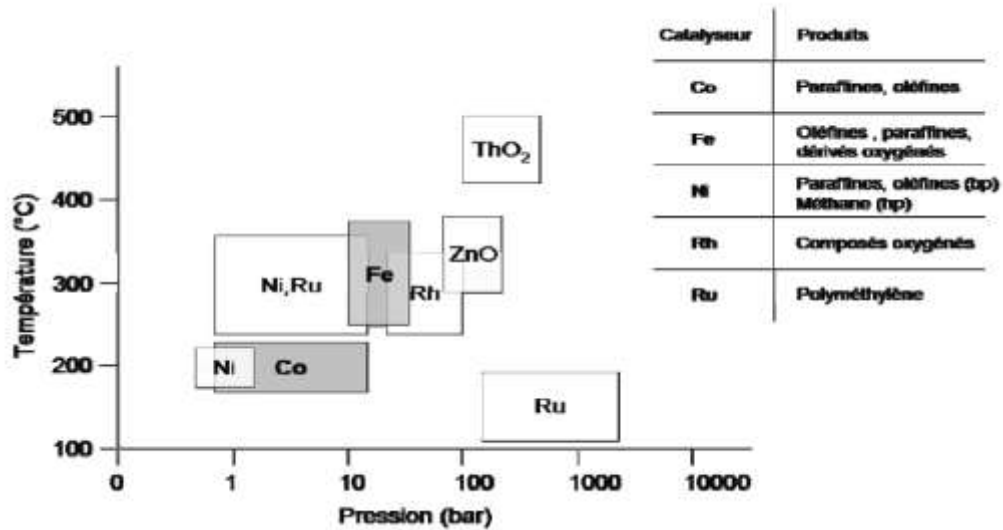 Catalyseur Produits
Co Paraffines, oléfines
Fe Oléfines , paraffines,
dérivés oxygénés
Ni Paraffines, oléfines (bp)
Méthane (hp)
Rh Composés oxygénés
Ru Polyméthylène
Température (°C)
500
400
300
200
100
ThO2
ZnO
Ni,Ru
Fe
Rh
Ni
Co
Ru
0 1 10 100 1000 10000
Pression (bar)